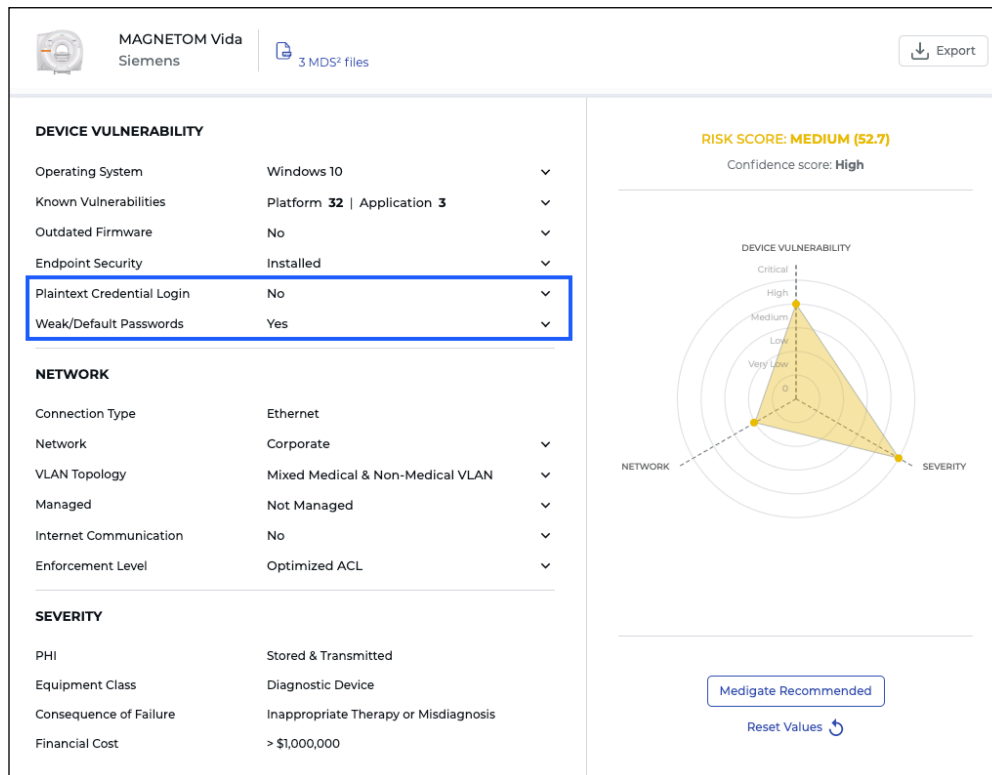 MAGNETOM Vida
Siemens
3 MDS² files
Export
DEVICE VULNERABILITY
Operating System Windows 10
Known Vulnerabilities Platform 32 | Application 3
Outdated Firmware No
Endpoint Security Installed
Plaintext Credential Login No
Weak/Default Passwords Yes
NETWORK
Connection Type Ethernet
Network Corporate
VLAN Topology Mixed Medical & Non-Medical VLAN
Managed Not Managed
Internet Communication No
Enforcement Level Optimized ACL
SEVERITY
PHI Stored & Transmitted
Equipment Class Diagnostic Device
Consequence of Failure Inappropriate Therapy or Misdiagnosis
Financial Cost > $1,000,000
RISK SCORE: MEDIUM (52.7)
Confidence score: High
DEVICE VULNERABILITY
Critical
High
Medium
Low
Very Low
0
NETWORK
SEVERITY
Medigate Recommended
Reset Values